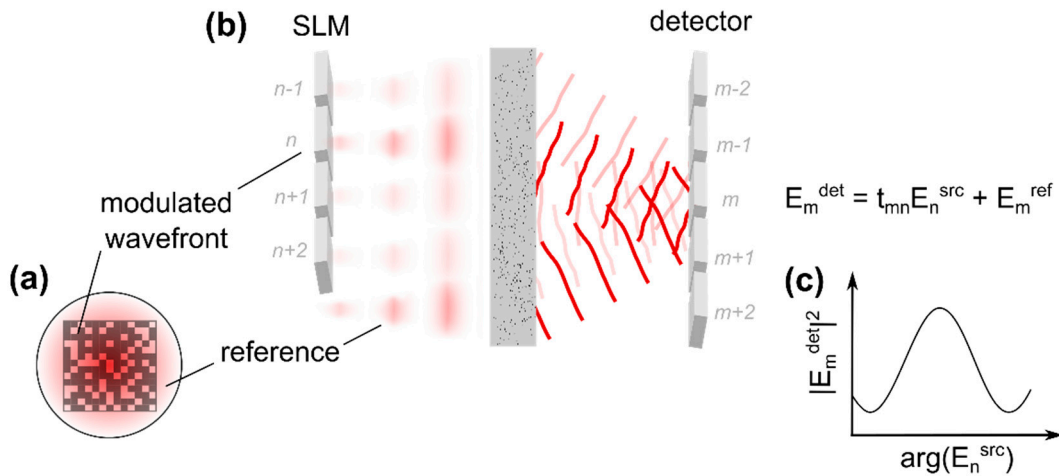 (b)
SLM
detector
n-1
n
n+1
n+2
m-2
m-1
m
m+1
m+2
modulated
wavefront
(a)
reference
E_m^det = t_mn E_n^src + E_m^ref
(c)
|E_m^det|^2
arg(E_n^src)